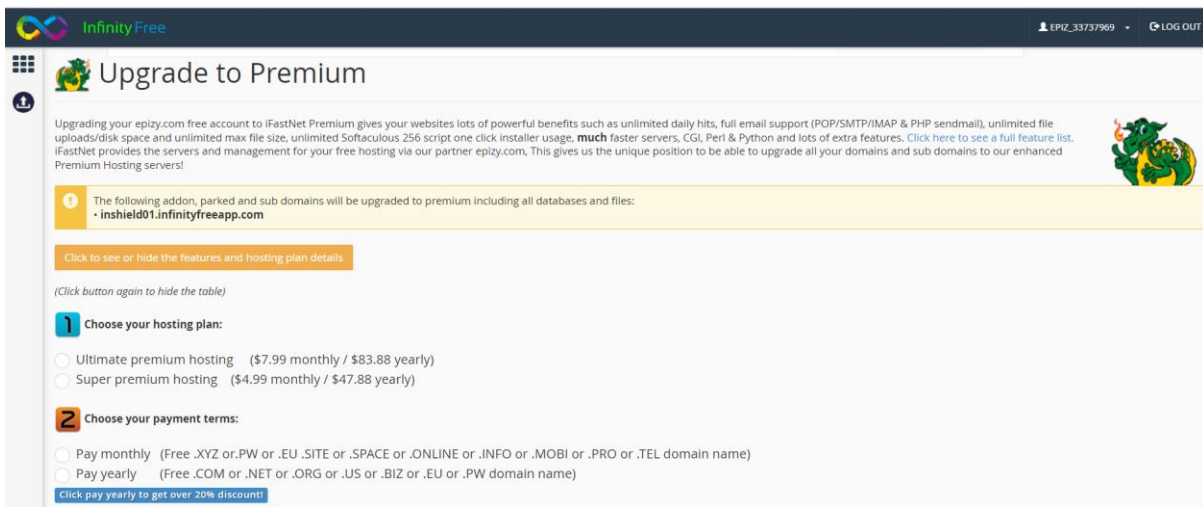 InfinityFree
EPIZ_33737969
LOG OUT
Upgrade to Premium
Upgrading your epizy.com free account to iFastNet Premium gives your websites lots of powerful benefits such as unlimited daily hits, full email support (POP/SMTP/IMAP & PHP sendmail), unlimited file
uploads/disk space and unlimited max file size, unlimited Softaculous 256 script one click installer usage, much faster servers, CGI, Perl & Python and lots of extra features. Click here to see a full feature list.
iFastNet provides the servers and management for your free hosting via our partner epizy.com, This gives us the unique position to be able to upgrade all your domains and sub domains to our enhanced
Premium Hosting servers!
The following addon, parked and sub domains will be upgraded to premium including all databases and files:
• inshield01.infinityfreeapp.com
Click to see or hide the features and hosting plan details
(Click button again to hide the table)
1 Choose your hosting plan:
Ultimate premium hosting ($7.99 monthly / $83.88 yearly)
Super premium hosting ($4.99 monthly / $47.88 yearly)
2 Choose your payment terms:
Pay monthly (Free .XYZ or.PW or .EU .SITE or .SPACE or .ONLINE or .INFO or .MOBI or .PRO or .TEL domain name)
Pay yearly (Free .COM or .NET or .ORG or .US or .BIZ or .EU or .PW domain name)
Click pay yearly to get over 20% discount!